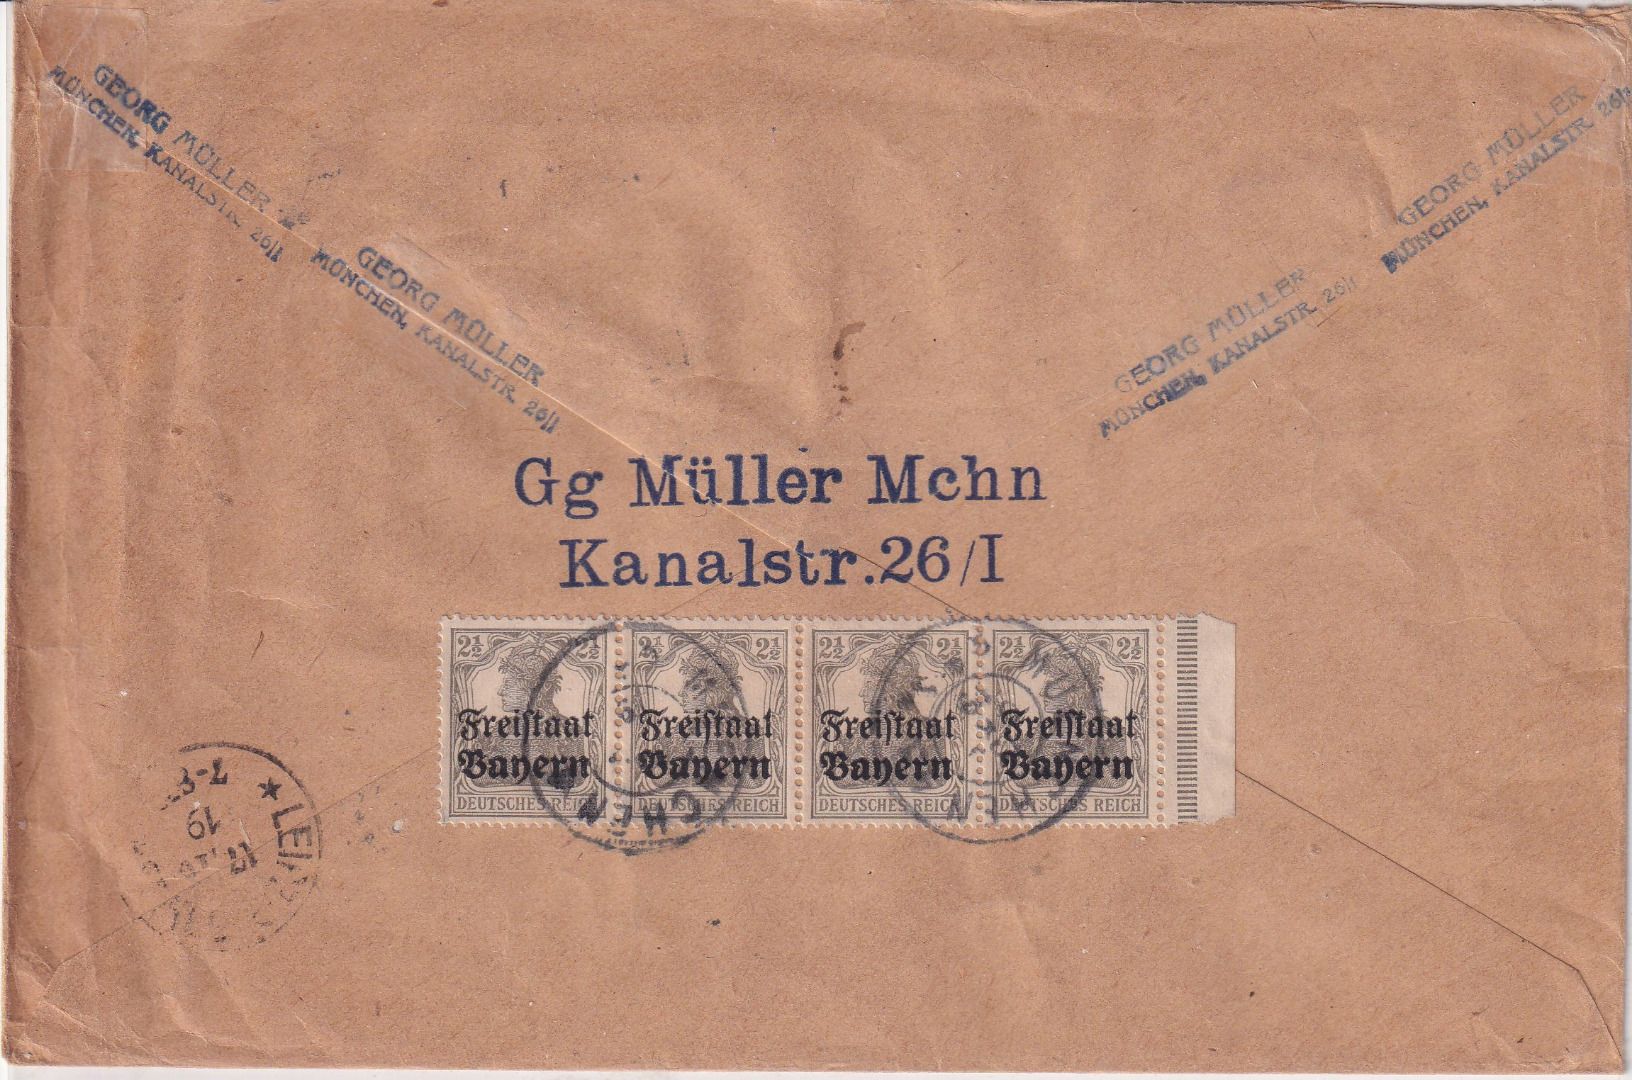 GEORG MÜLLER
MÜNCHEN, KANALSTR. 26/I
GEORG MÜLLER
MÜNCHEN, KANALSTR. 26/I
GEORG MÜLLER
MÜNCHEN, KANALSTR. 26/I
GEORG MÜLLER
MÜNCHEN, KANALSTR. 26/I
Gg Müller Mchn
Kanalstr.26/I
2½ 2½ 2½ 2½ 2½ 2½ 2½ 2½
Freistaat Freistaat Freistaat Freistaat
Bayern Bayern Bayern Bayern
DEUTSCHES REICH DEUTSCHES REICH DEUTSCHES REICH DEUTSCHES REICH
MÜNCHEN
MÜNCHEN
19